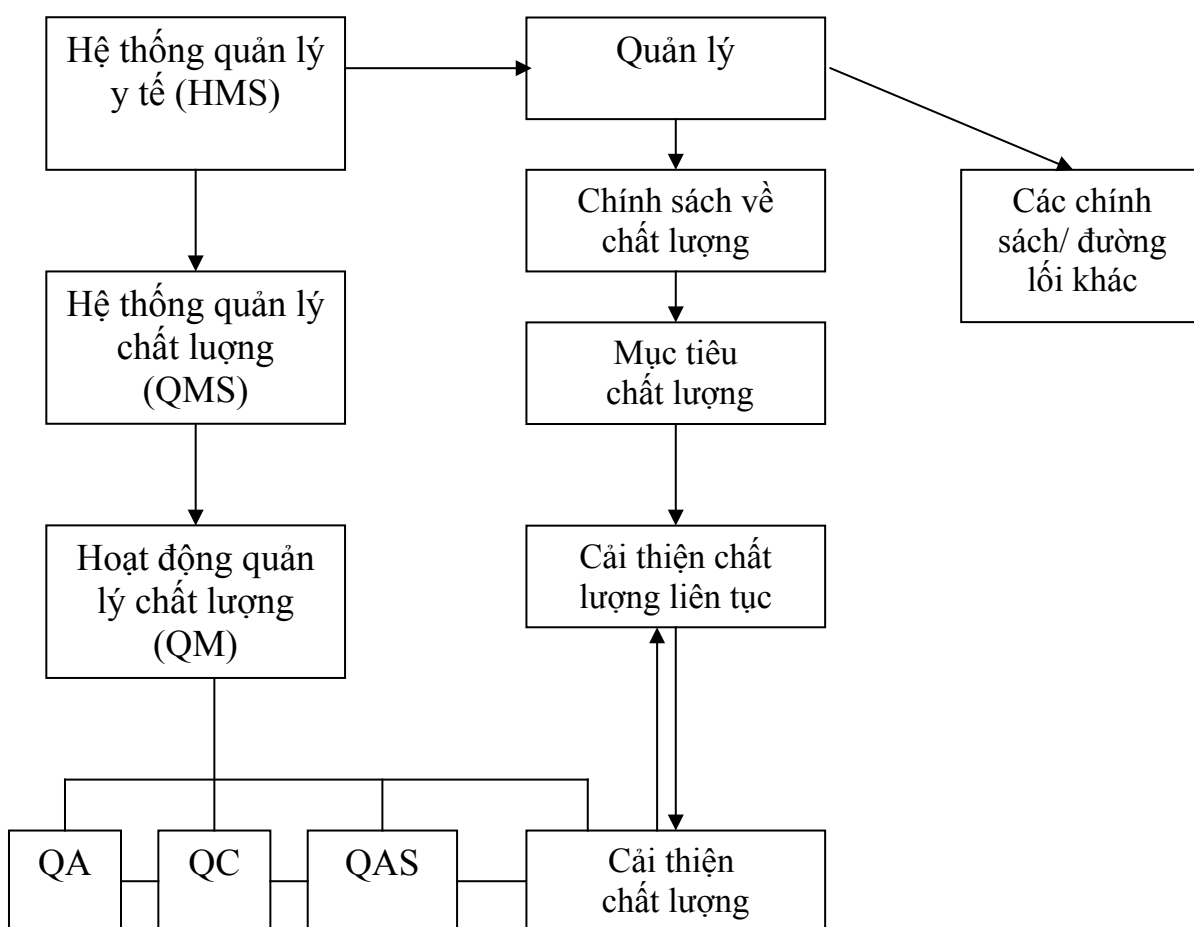 Hệ thống quản lý
y tế (HMS)
Quản lý
Chính sách về
chất lượng
Các chính
sách/ đường
lối khác
Hệ thống quản lý
chất luợng
(QMS)
Mục tiêu
chất lượng
Hoạt động quản
lý chất lượng
(QM)
Cải thiện chất
lượng liên tục
QA
QC
QAS
Cải thiện
chất lượng